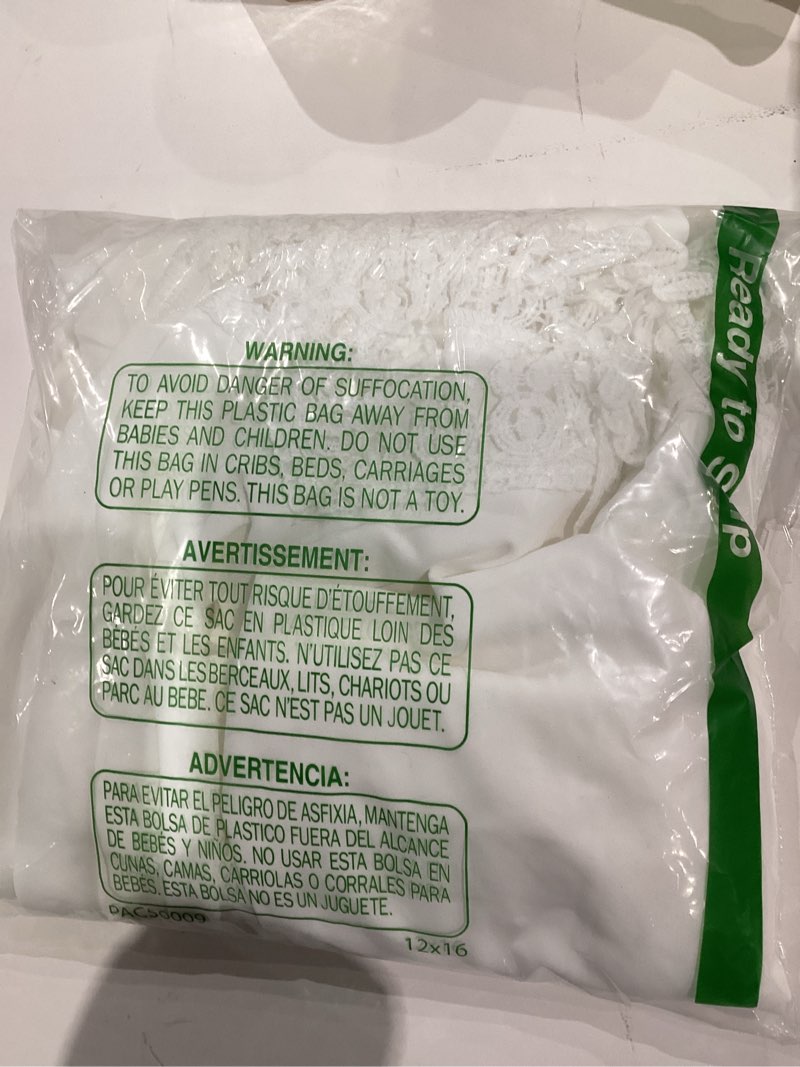 WARNING:
TO AVOID DANGER OF SUFFOCATION,
KEEP THIS PLASTIC BAG AWAY FROM
BABIES AND CHILDREN. DO NOT USE
THIS BAG IN CRIBS, BEDS, CARRIAGES
OR PLAY PENS. THIS BAG IS NOT A TOY.
AVERTISSEMENT:
POUR ÉVITER TOUT RISQUE D'ÉTOUFFEMENT,
GARDEZ CE SAC EN PLASTIQUE LOIN DES
BÉBÉS ET LES ENFANTS. N'UTILISEZ PAS CE
SAC DANS LES BERCEAUX, LITS, CHARIOTS OU
PARC AU BEBE. CE SAC N'EST PAS UN JOUET.
ADVERTENCIA:
PARA EVITAR EL PELIGRO DE ASFIXIA, MANTENGA
ESTA BOLSA DE PLASTICO FUERA DEL ALCANCE
DE BEBÉS Y NIÑOS. NO USAR ESTA BOLSA EN
CUNAS, CAMAS, CARRIOLAS O CORRALES PARA
BEBÉS. ESTA BOLSA NO ES UN JUGUETE.
12x16
Ready to